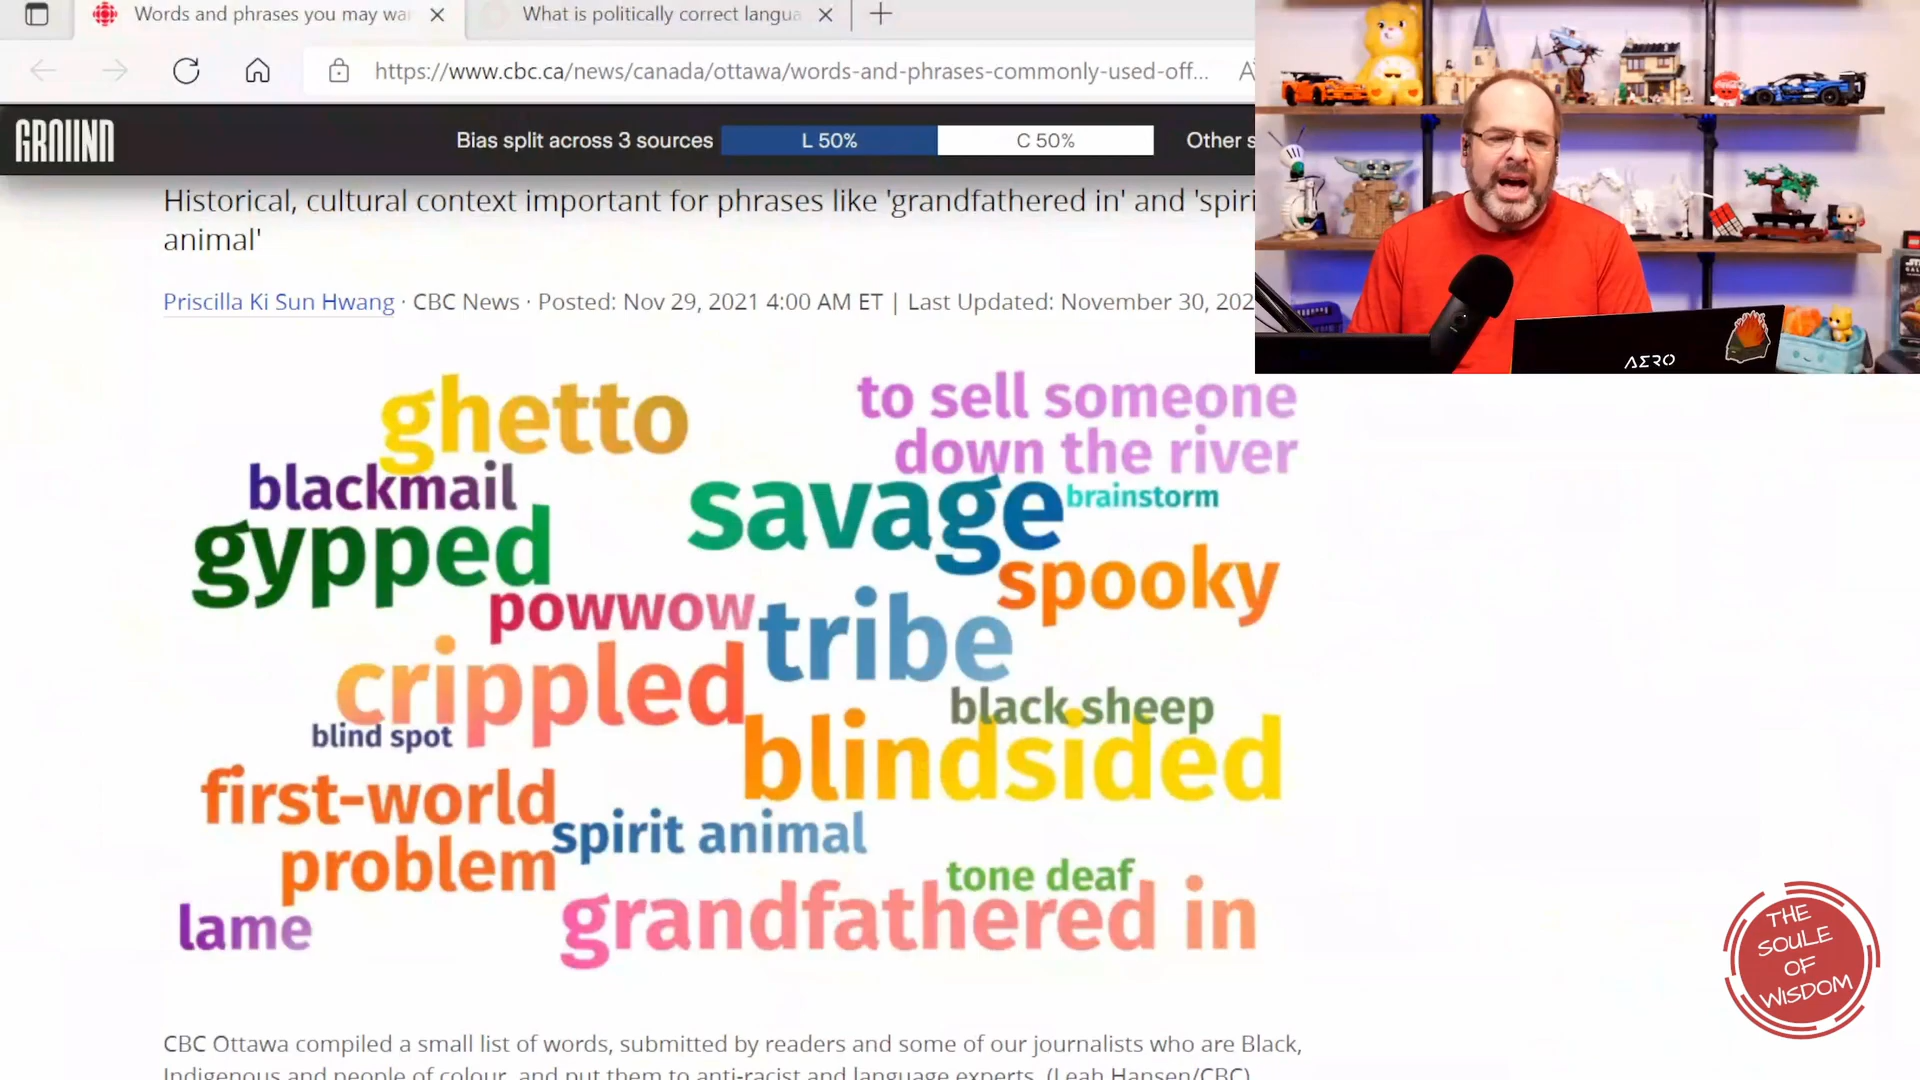 Words and phrases you may wa
What is politically correct langua
https://www.cbc.ca/news/canada/ottawa/words-and-phrases-commonly-used-off...
GROUND
Bias split across 3 sources
L 50%
C 50%
Other s
Historical, cultural context important for phrases like 'grandfathered in' and 'spiri
animal'
Priscilla Ki Sun Hwang · CBC News · Posted: Nov 29, 2021 4:00 AM ET | Last Updated: November 30, 202
AERO
ghetto
to sell someone
down the river
blackmail
savage
brainstorm
gypped
spooky
powwow
tribe
crippled
black sheep
blind spot
blindsided
first-world
problem
spirit animal
tone deaf
lame
grandfathered in
THE
SOULE
OF
WISDOM
CBC Ottawa compiled a small list of words, submitted by readers and some of our journalists who are Black,
Indigenous and people of colour, and put them to anti-racist and language experts. (Leah Hansen/CBC)